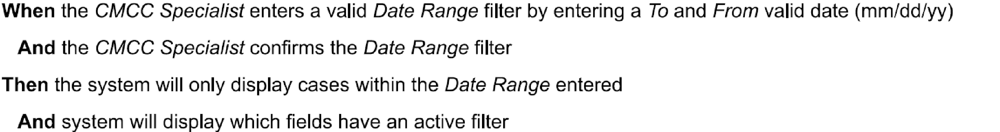 When the CMCC Specialist enters a valid Date Range filter by entering a To and From valid date (mm/dd/yy)
And the CMCC Specialist confirms the Date Range filter
Then the system will only display cases within the Date Range entered
And system will display which fields have an active filter